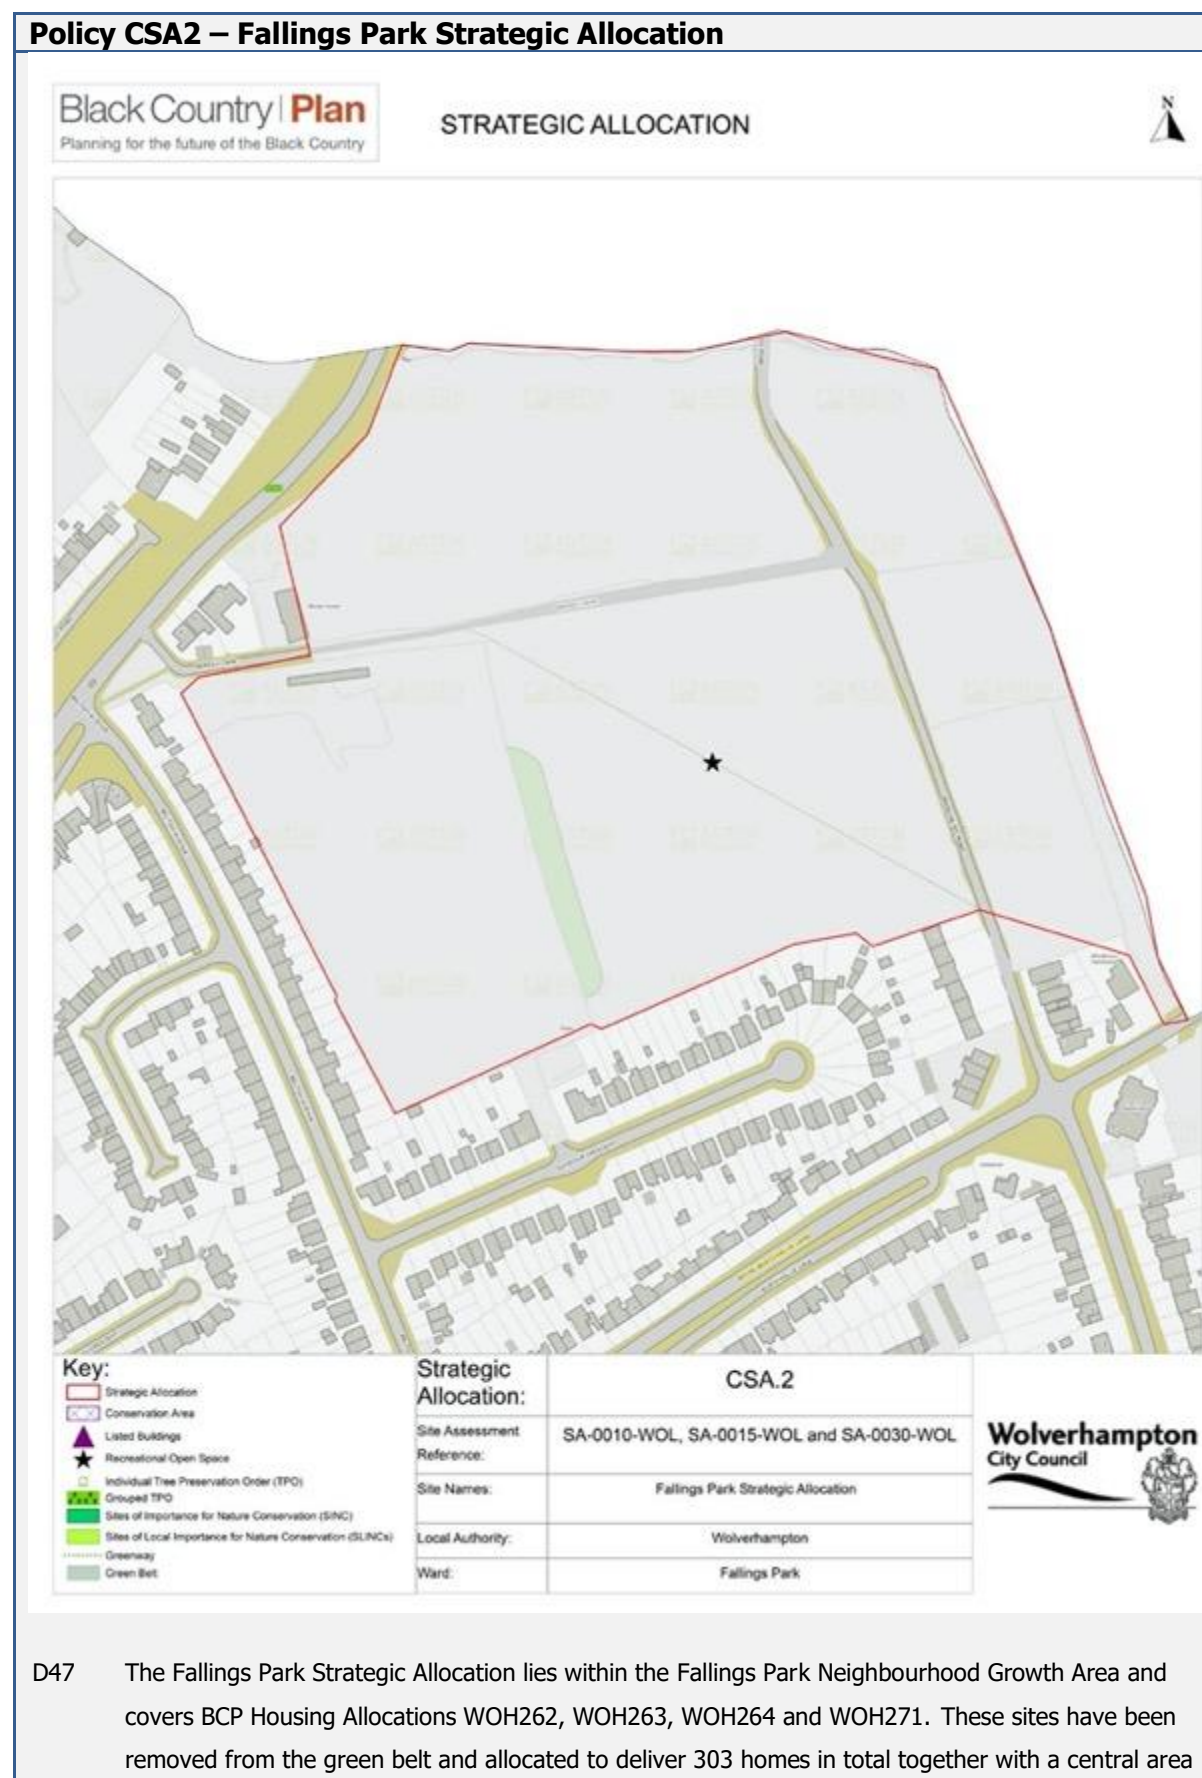 Policy CSA2 – Fallings Park Strategic Allocation
Black Country | Plan
Planning for the future of the Black Country
STRATEGIC ALLOCATION
N
Key:
Strategic Allocation
Conservation Area
Listed Buildings
Recreational Open Space
Individual Tree Preservation Order (TPO)
Grouped TPO
Sites of Importance for Nature Conservation (SINC)
Sites of Local Importance for Nature Conservation (SLINCs)
Greenway
Green Belt
Strategic
Allocation:
CSA.2
Site Assessment
Reference:
SA-0010-WOL, SA-0015-WOL and SA-0030-WOL
Site Names:
Fallings Park Strategic Allocation
Local Authority:
Wolverhampton
Ward:
Fallings Park
Wolverhampton
City Council
D47 The Fallings Park Strategic Allocation lies within the Fallings Park Neighbourhood Growth Area and
covers BCP Housing Allocations WOH262, WOH263, WOH264 and WOH271. These sites have been
removed from the green belt and allocated to deliver 303 homes in total together with a central area